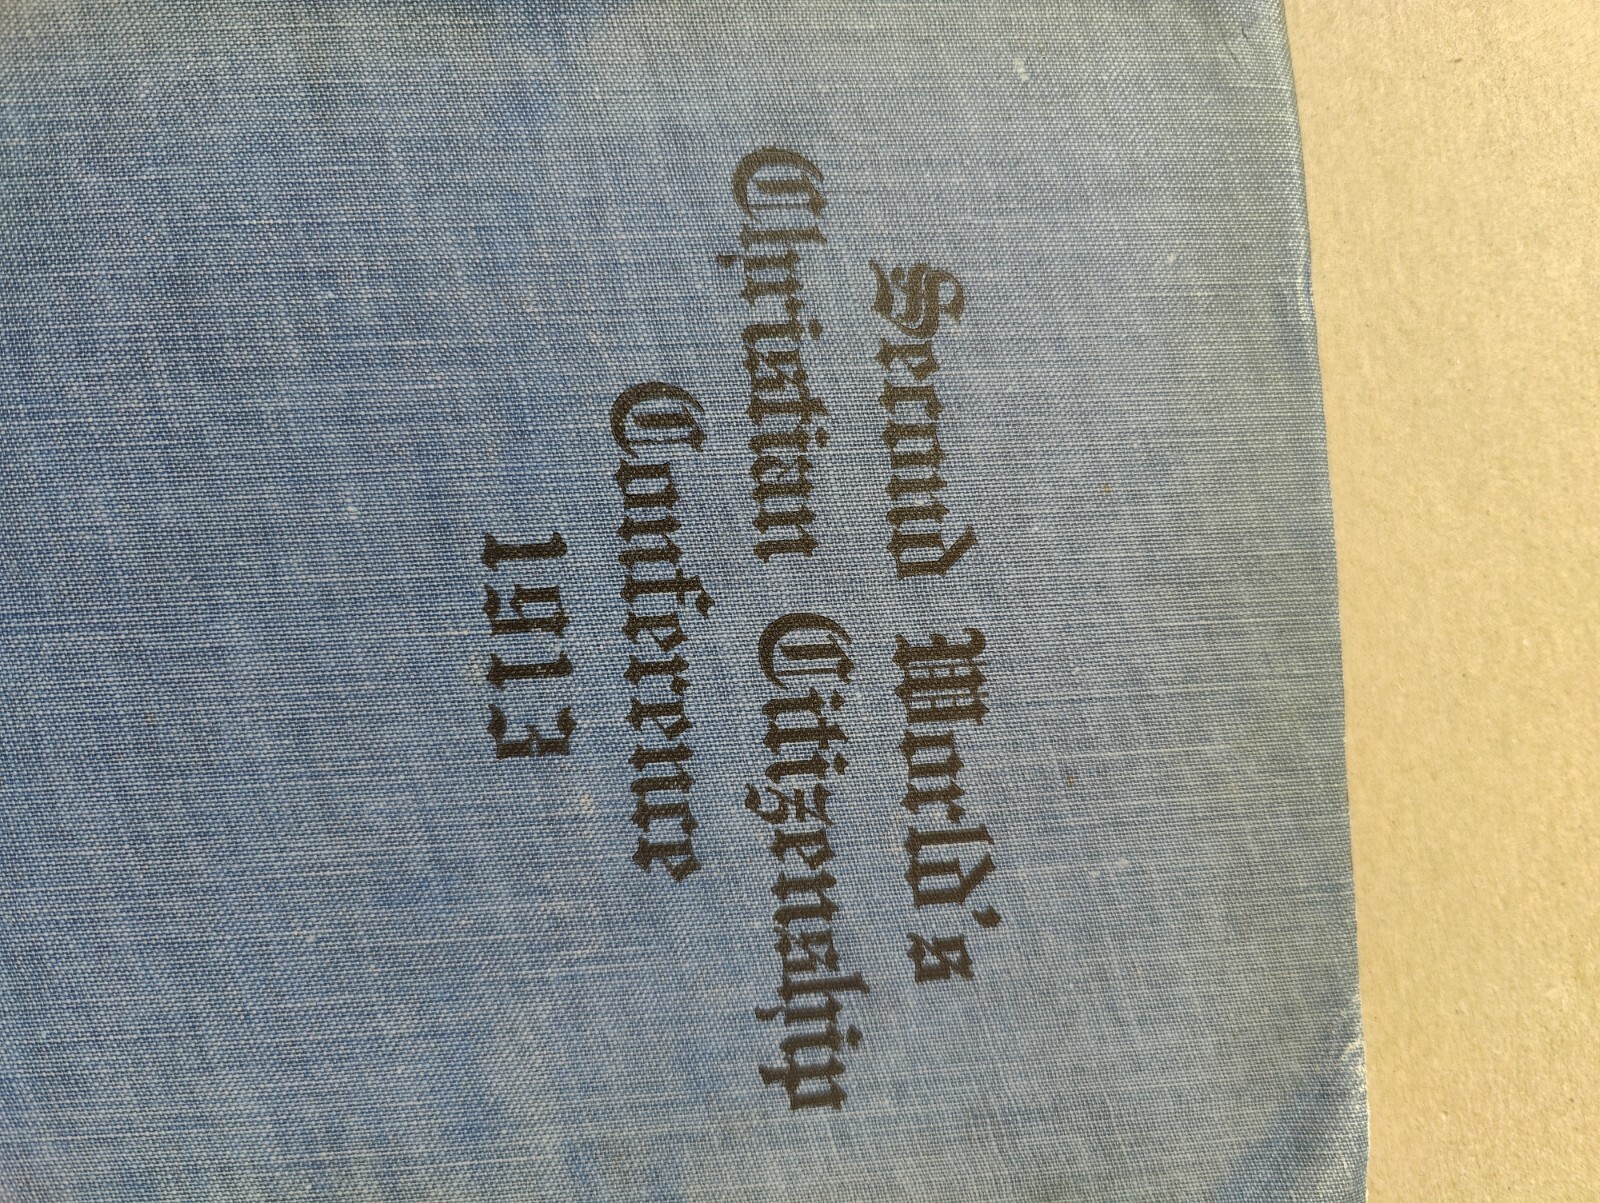 Second World's
Christian Citizenship
Conference
1913